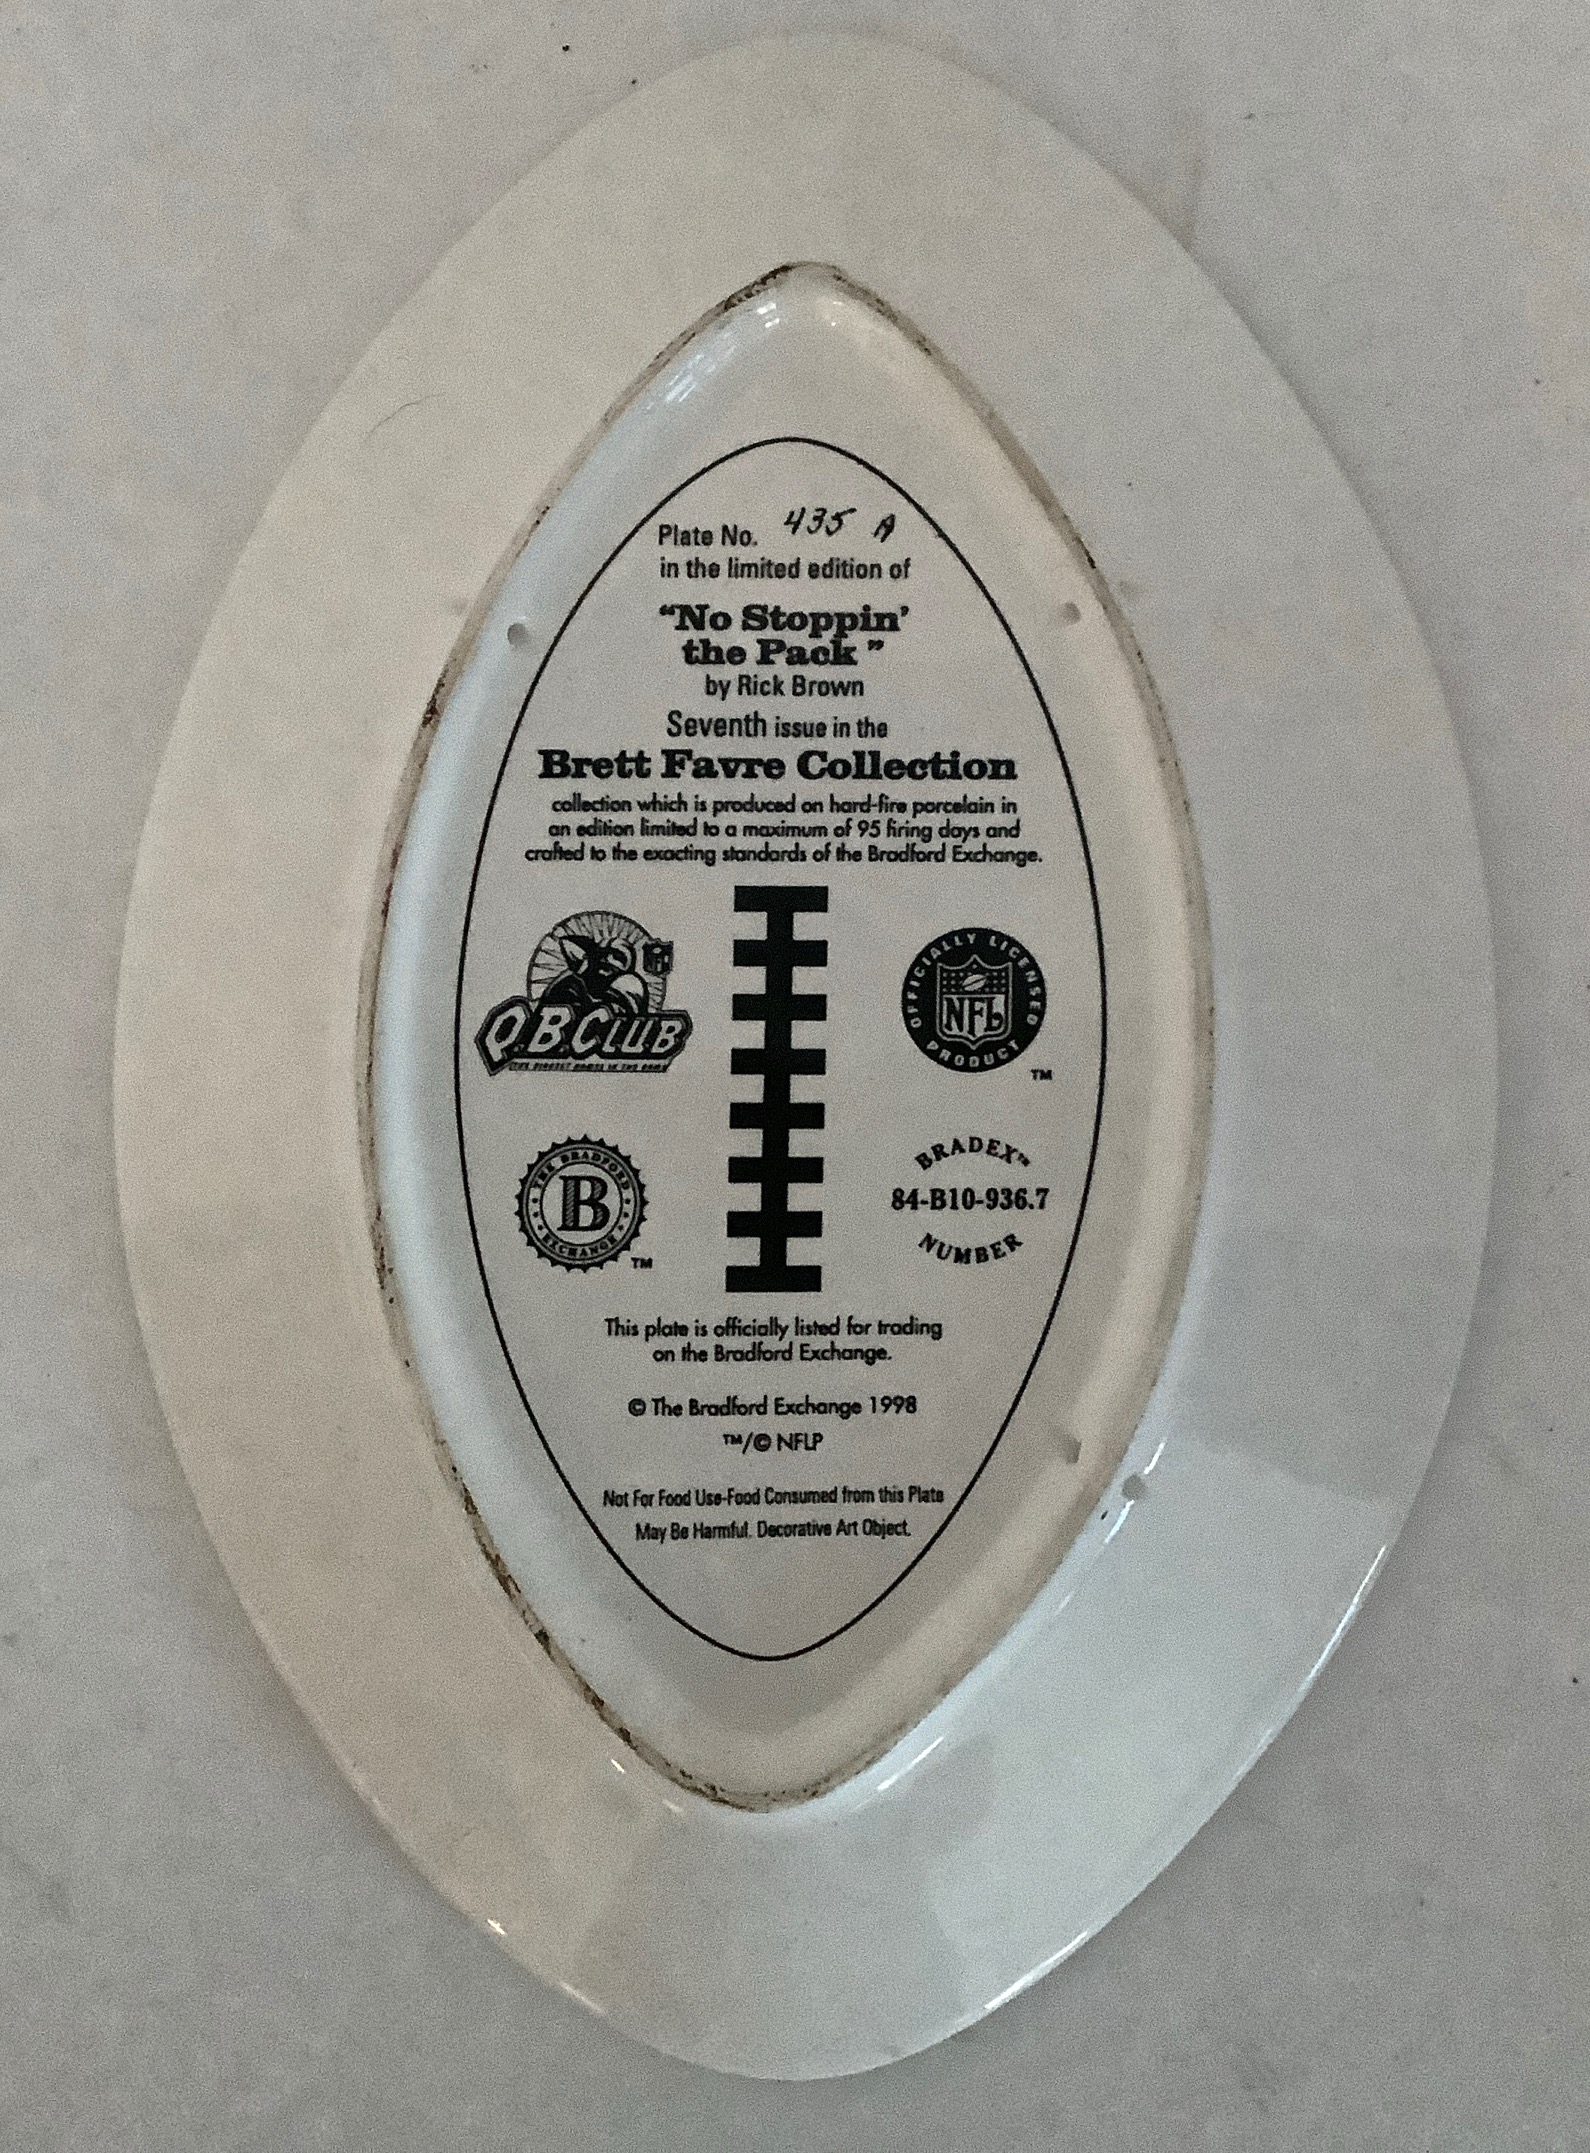 Plate No. 435 A
in the limited edition of
“No Stoppin’
the Pack ”
by Rick Brown
Seventh issue in the
Brett Favre Collection
collection which is produced on hard-fire porcelain in
an edition limited to a maximum of 95 firing days and
crafted to the exacting standards of the Bradford Exchange.
NFL
Q.B. CLUB
OFFICIALLY LICENSED
NFL
PRODUCT
TM
THE BRADFORD
B
EXCHANGE
TM
BRADEX™
84-B10-936.7
NUMBER
This plate is officially listed for trading
on the Bradford Exchange.
© The Bradford Exchange 1998
™/© NFLP
Not For Food Use-Food Consumed from this Plate
May Be Harmful. Decorative Art Object.